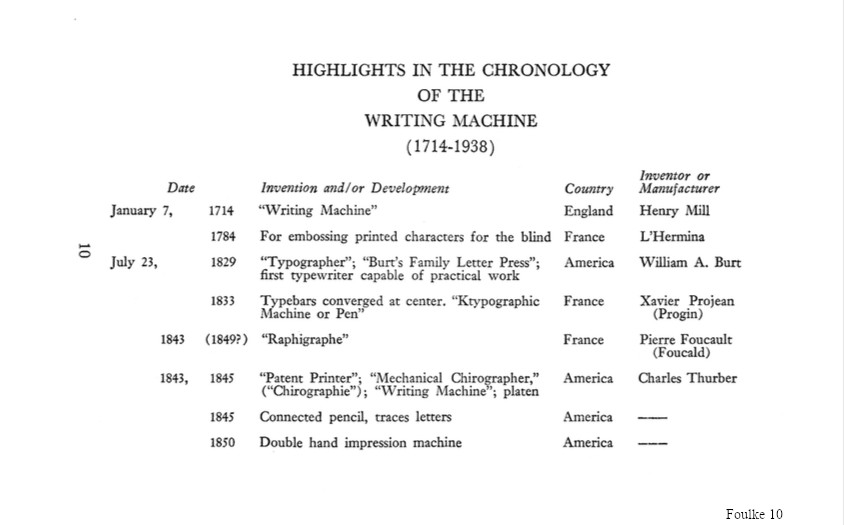 HIGHLIGHTS IN THE CHRONOLOGY
OF THE
WRITING MACHINE
(1714-1938)
Date Invention and/or Development Country Inventor or Manufacturer
January 7, 1714 “Writing Machine” England Henry Mill
1784 For embossing printed characters for the blind France L’Hermina
10
July 23, 1829 “Typographer”; “Burt’s Family Letter Press”; America William A. Burt
first typewriter capable of practical work
1833 Typebars converged at center. “Ktypographic France Xavier Projean
Machine or Pen” (Progin)
1843 (1849?) “Raphigraphe” France Pierre Foucault
(Foucald)
1843, 1845 “Patent Printer”; “Mechanical Chirographer,” America Charles Thurber
(“Chirographie”); “Writing Machine”; platen
1845 Connected pencil, traces letters America ——
1850 Double hand impression machine America ——
Foulke 10